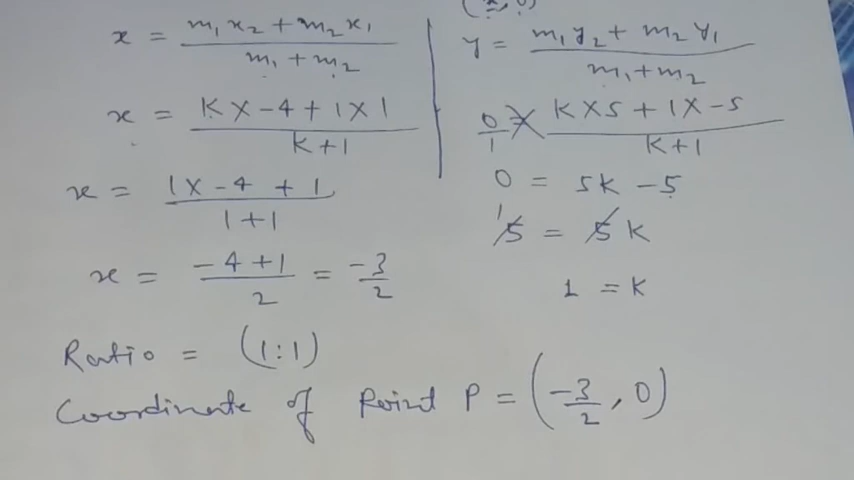 (x, 0)
x = m₁x₂ + m₂x₁ / m₁ + m₂
y = m₁y₂ + m₂y₁ / m₁ + m₂
x = K × -4 + 1 × 1 / K + 1
0/1 = K × 5 + 1 × -5 / K + 1
x = 1 × -4 + 1 / 1 + 1
0 = 5K - 5
x = -4 + 1 / 2 = -3/2
5 = 5K
1 = K
Ratio = (1:1)
Coordinate of Point P = (-3/2, 0)